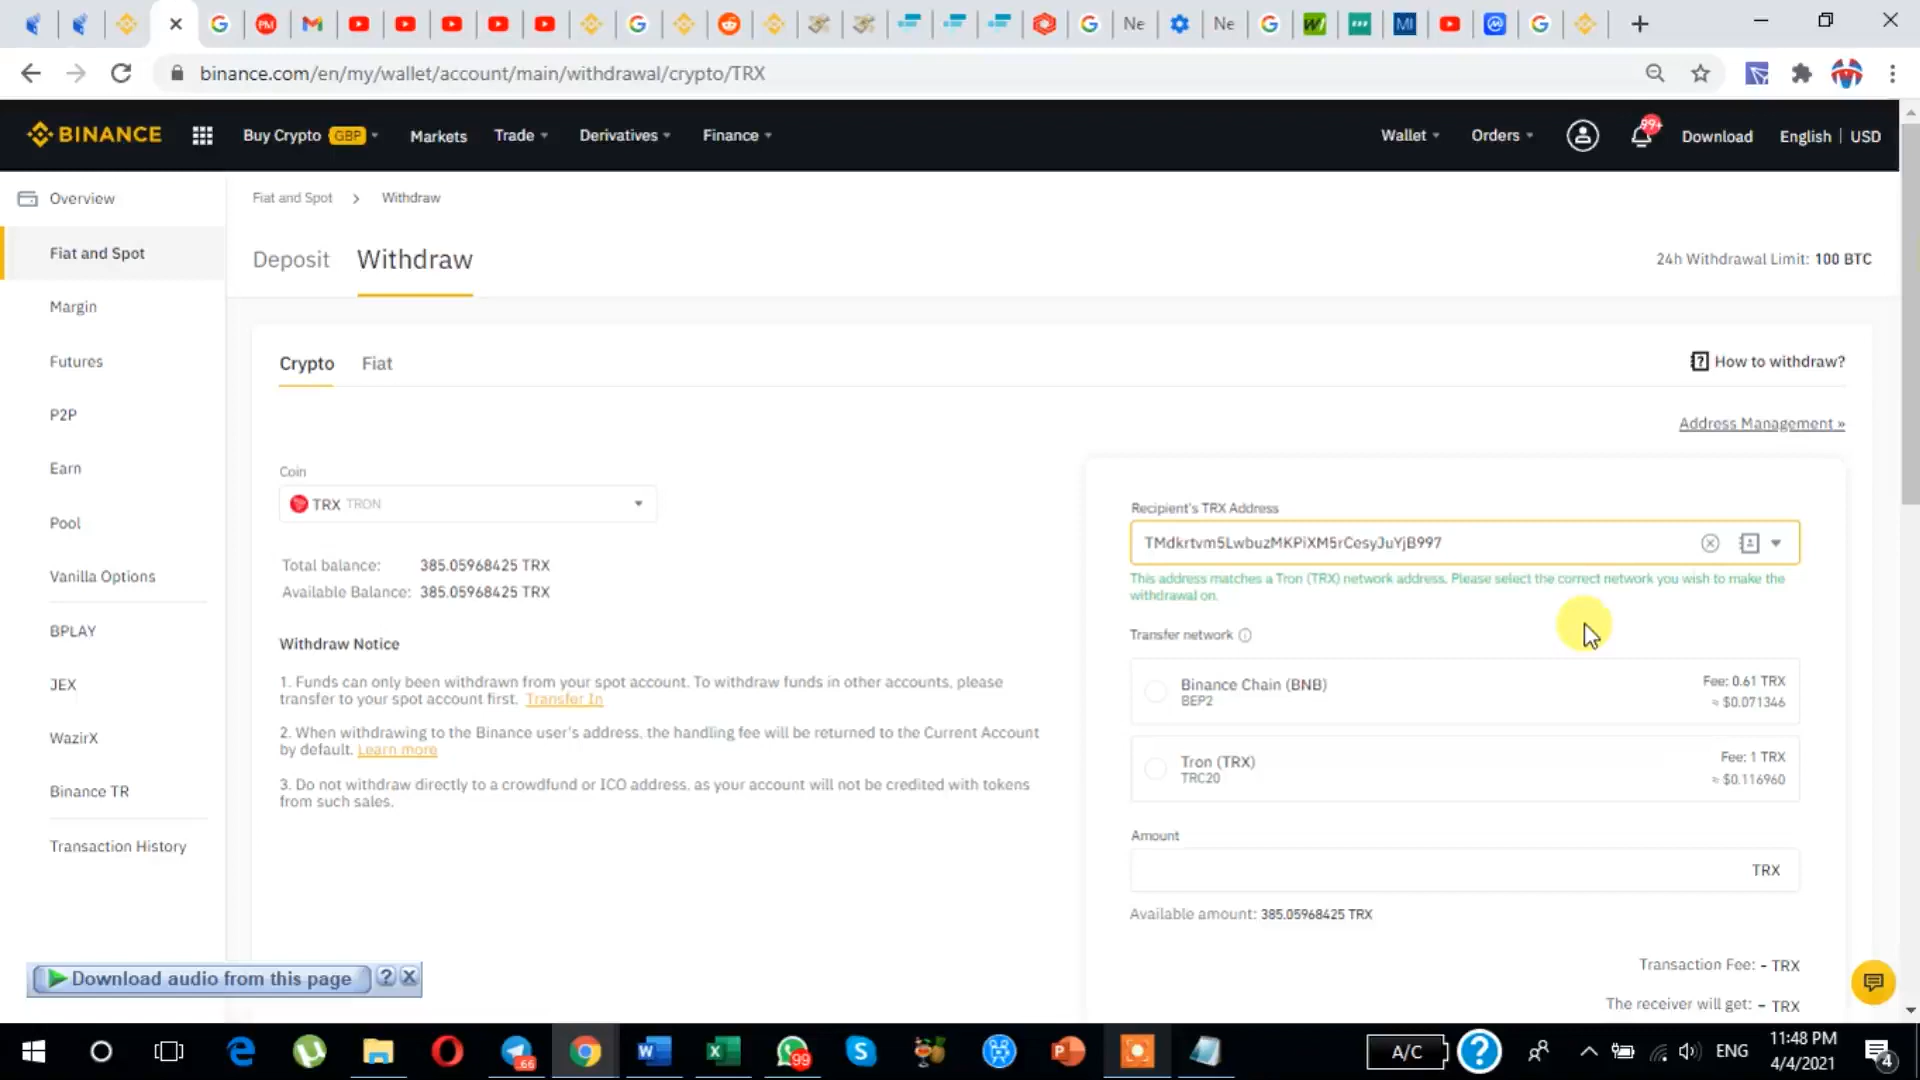 Ne
Ne
MI
binance.com/en/my/wallet/account/main/withdrawal/crypto/TRX
BINANCE
Buy Crypto GBP
Markets
Trade
Derivatives
Finance
Wallet
Orders
99+
Download
English | USD
Overview
Fiat and Spot
Margin
Futures
P2P
Earn
Pool
Vanilla Options
BPLAY
JEX
WazirX
Binance TR
Transaction History
Fiat and Spot > Withdraw
Deposit
Withdraw
24h Withdrawal Limit: 100 BTC
Crypto
Fiat
How to withdraw?
Address Management »
Coin
TRX TRON
Total balance: 385.05968425 TRX
Available Balance: 385.05968425 TRX
Withdraw Notice
1. Funds can only been withdrawn from your spot account. To withdraw funds in other accounts, please
transfer to your spot account first. Transfer In
2. When withdrawing to the Binance user's address, the handling fee will be returned to the Current Account
by default. Learn more
3. Do not withdraw directly to a crowdfund or ICO address, as your account will not be credited with tokens
from such sales.
Recipient's TRX Address
TMdkrtvm5LwbuzMKPiXM5rCesyJuYjB997
This address matches a Tron (TRX) network address. Please select the correct network you wish to make the
withdrawal on.
Transfer network
Binance Chain (BNB)
BEP2
Fee: 0.61 TRX
≈ $0.071346
Tron (TRX)
TRC20
Fee: 1 TRX
≈ $0.116960
Amount
TRX
Available amount: 385.05968425 TRX
Transaction Fee: - TRX
The receiver will get: - TRX
Download audio from this page
66
99
A/C
ENG
11:48 PM
4/4/2021
4